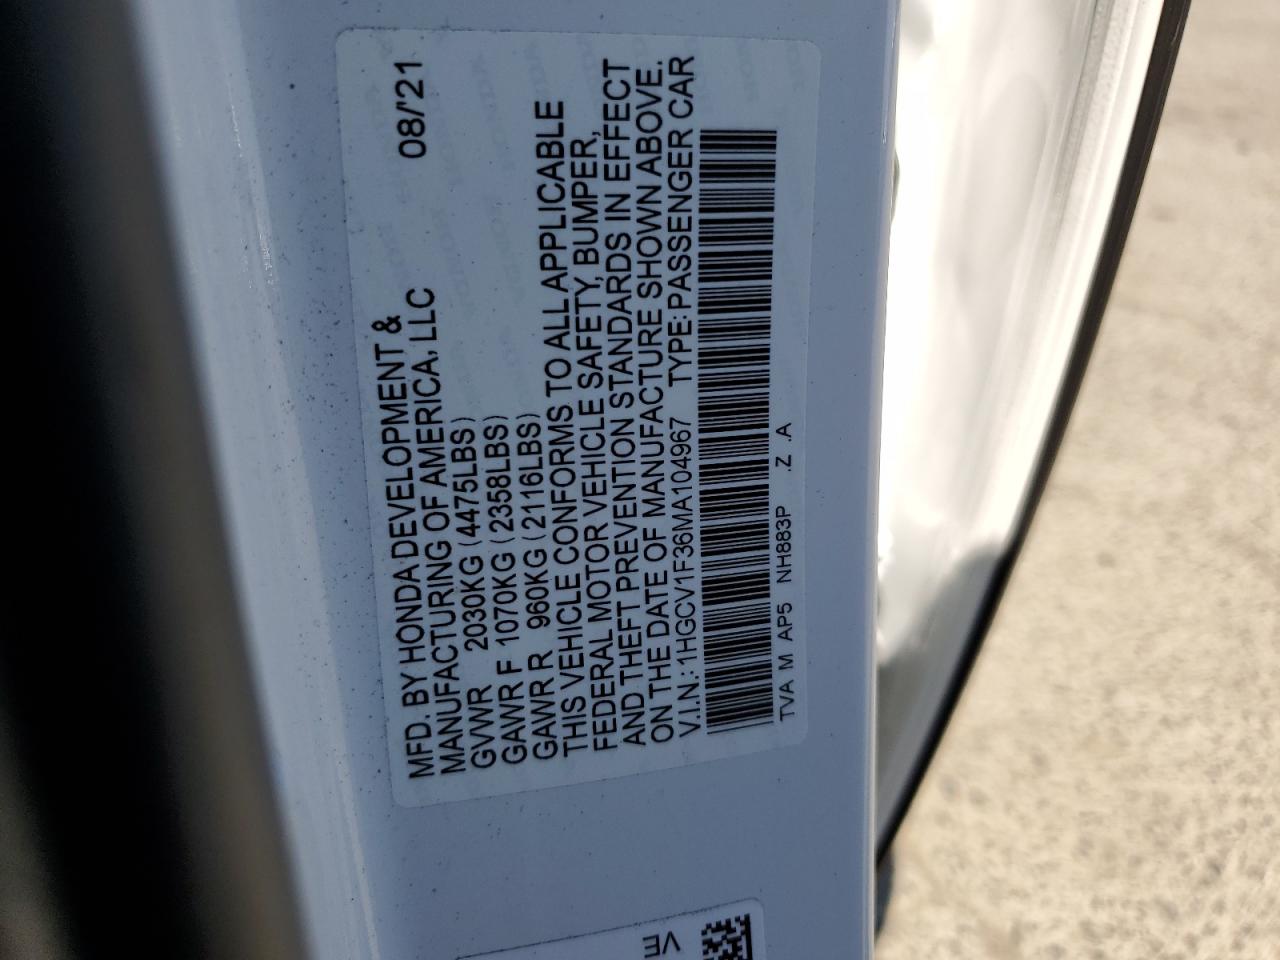 MFD. BY HONDA DEVELOPMENT &
MANUFACTURING OF AMERICA, LLC 08/'21
GVWR 2030KG (4475LBS)
GAWR F 1070KG (2358LBS)
GAWR R 960KG (2116LBS)
THIS VEHICLE CONFORMS TO ALL APPLICABLE
FEDERAL MOTOR VEHICLE SAFETY, BUMPER,
AND THEFT PREVENTION STANDARDS IN EFFECT
ON THE DATE OF MANUFACTURE SHOWN ABOVE.
V.I.N.: 1HGCV1F36MA104967 TYPE: PASSENGER CAR
TVA M AP5 NH883P .Z .A